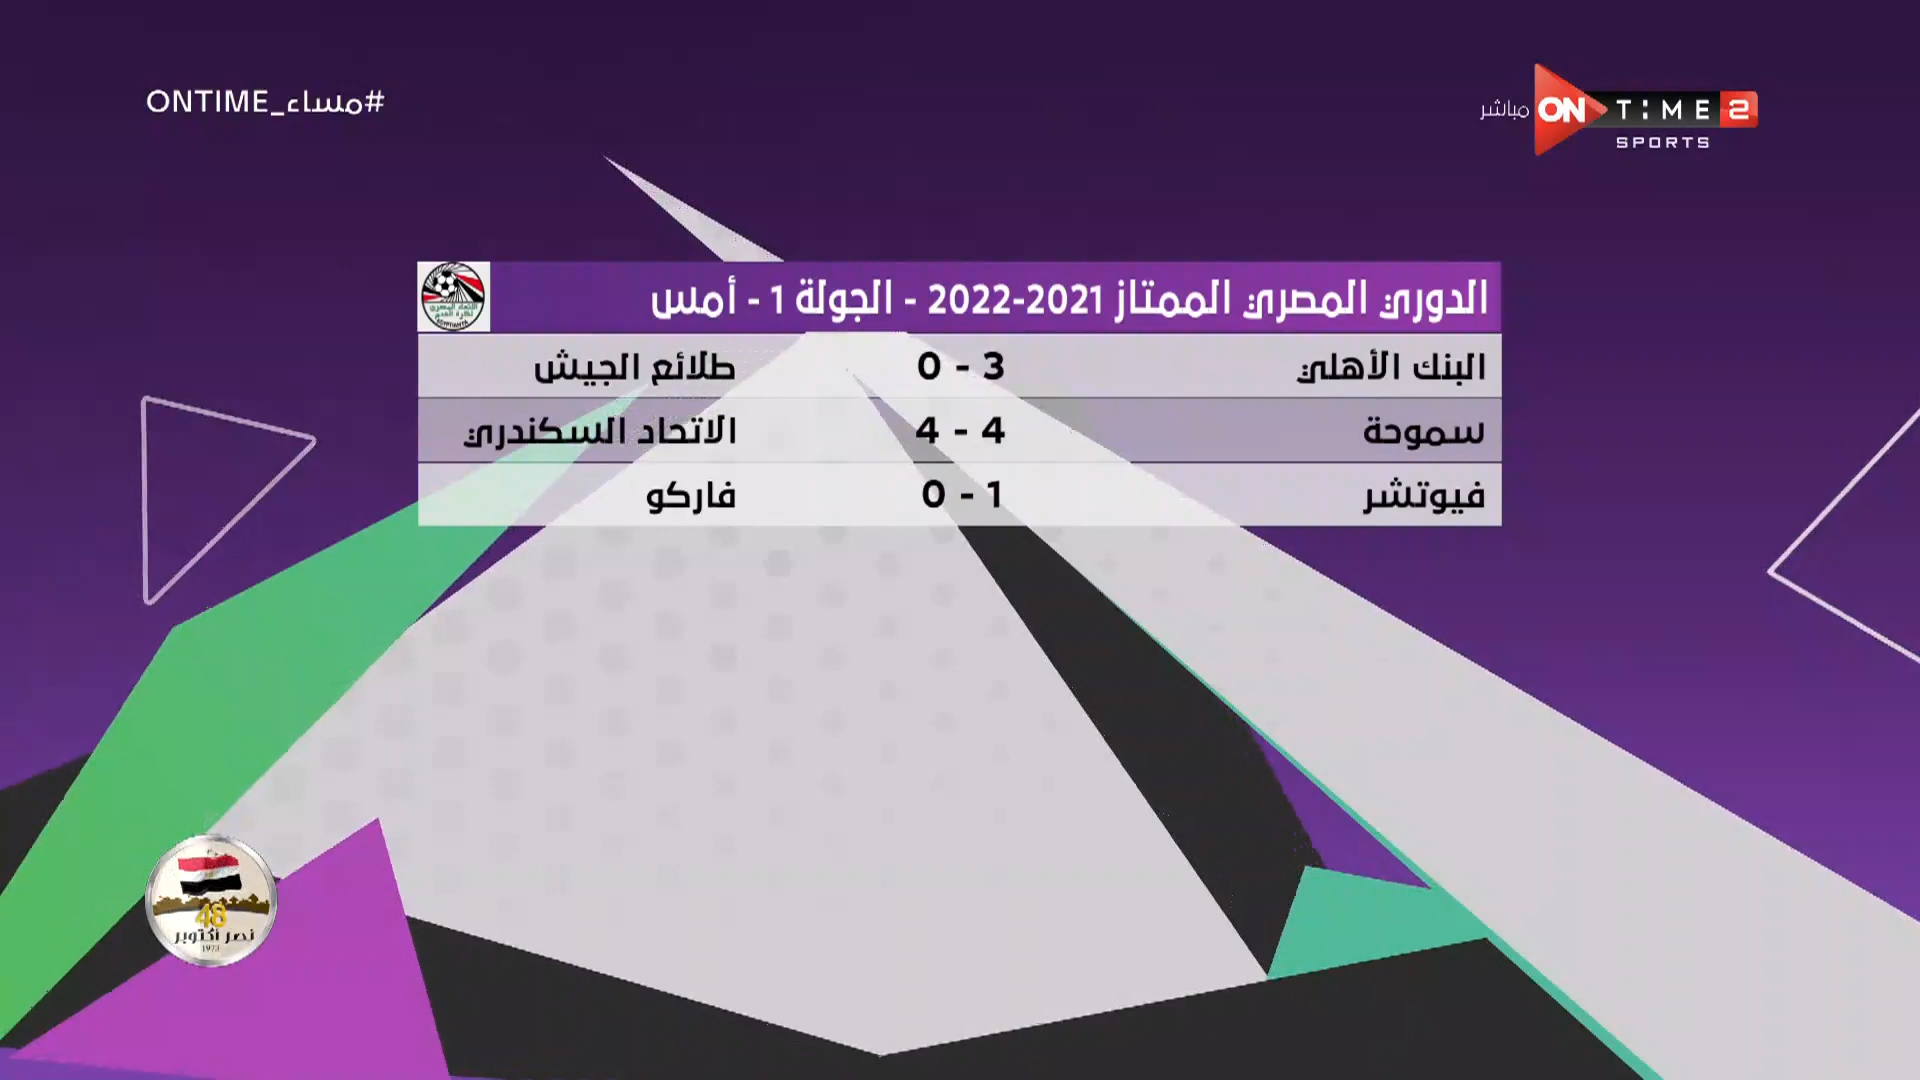 #مساء_ONTIME
مباشر
ON TIME 2
SPORTS
الدوري المصري الممتاز 2021-2022 - الجولة 1 - أمس
البنك الأهلي 3 - 0 طلائع الجيش
سموحة 4 - 4 الاتحاد السكندري
فيوتشر 1 - 0 فاركو
48
نصر أكتوبر
1973